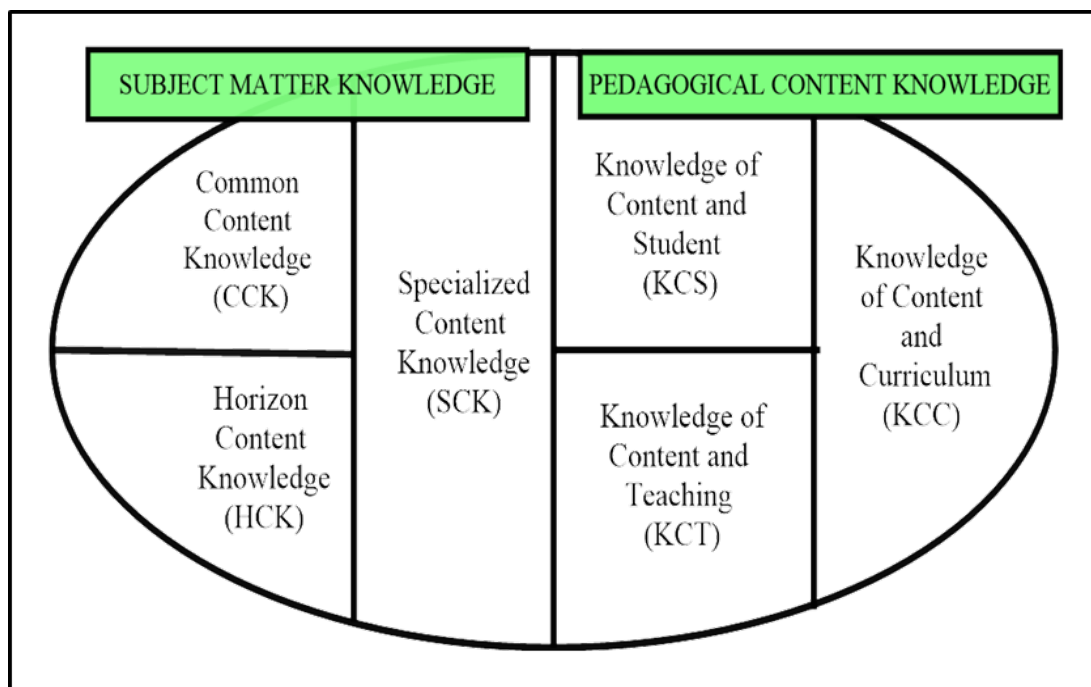 SUBJECT MATTER KNOWLEDGE
PEDAGOGICAL CONTENT KNOWLEDGE
Common
Content
Knowledge
(CCK)
Horizon
Content
Knowledge
(HCK)
Specialized
Content
Knowledge
(SCK)
Knowledge of
Content and
Student
(KCS)
Knowledge of
Content and
Teaching
(KCT)
Knowledge
of Content
and
Curriculum
(KCC)